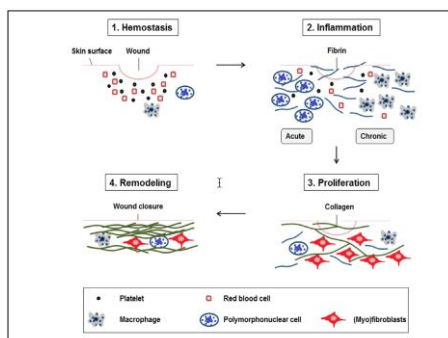 1. Hemostasis
Skin surface
Wound
2. Inflammation
Fibrin
Acute
Chronic
4. Remodeling
Wound closure
3. Proliferation
Collagen
Platelet
Red blood cell
Macrophage
Polymorphonuclear cell
(Myo)fibroblasts